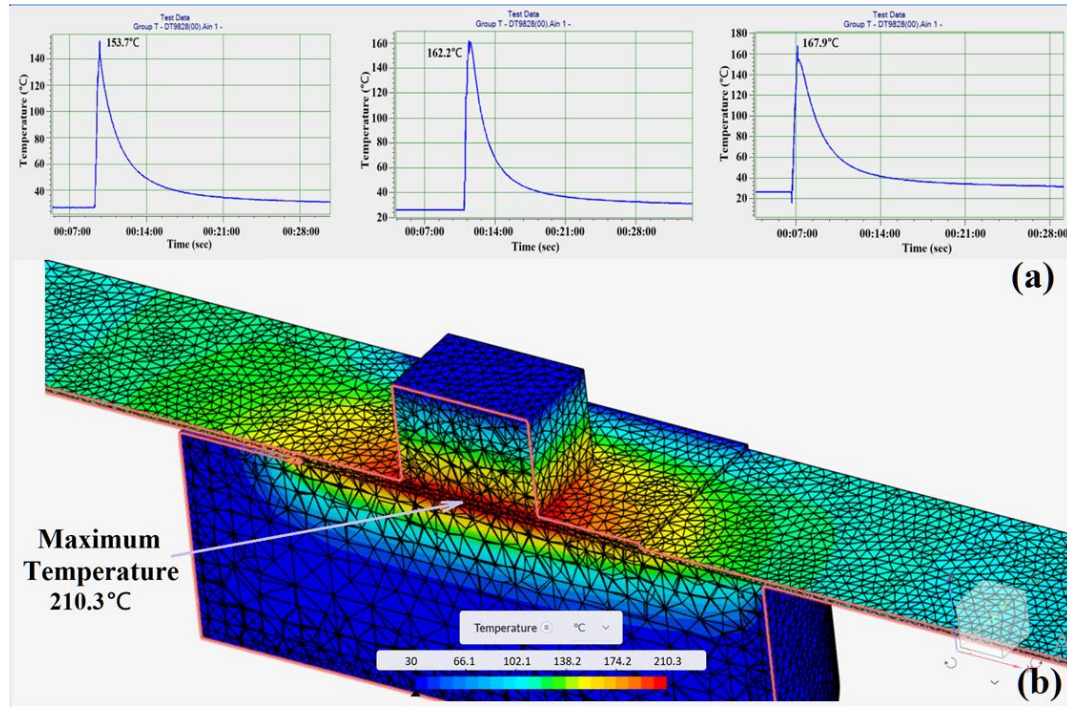 Test Data
Group T - DT9828(00).Ain 1 -
153.7°C
Temperature (°C)
140
120
100
80
60
40
00:07:00 00:14:00 00:21:00 00:28:00
Time (sec)
Test Data
Group T - DT9828(00).Ain 1 -
162.2°C
Temperature (°C)
160
140
120
100
80
60
40
20
00:07:00 00:14:00 00:21:00 00:28:00
Time (sec)
Test Data
Group T - DT9828(00).Ain 1 -
167.9°C
Temperature (°C)
180
160
140
120
100
80
60
40
20
0
00:07:00 00:14:00 00:21:00 00:28:00
Time (sec)
(a)
Maximum
Temperature
210.3°C
Temperature °C
30 66.1 102.1 138.2 174.2 210.3
(b)